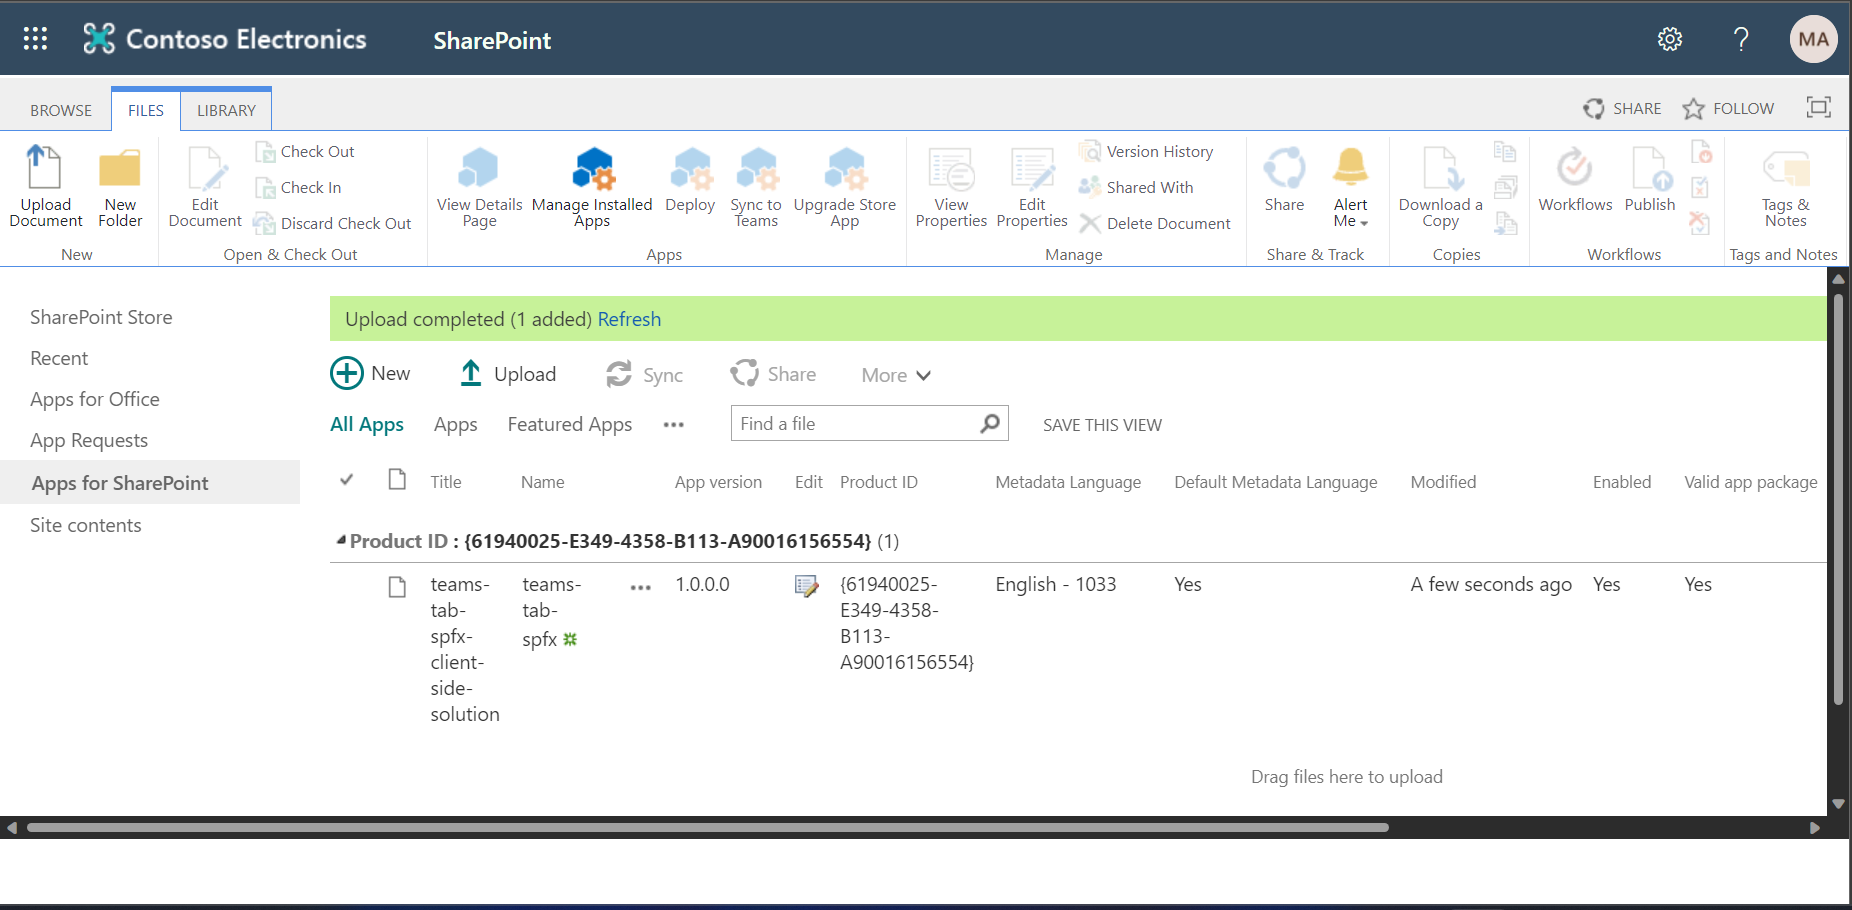 Contoso Electronics SharePoint ? MA
BROWSE FILES LIBRARY SHARE FOLLOW
Upload Document
New Folder
New
Edit Document
Check Out
Check In
Discard Check Out
Open & Check Out
View Details Page
Manage Installed Apps
Deploy
Sync to Teams
Upgrade Store App
Apps
View Properties
Edit Properties
Version History
Shared With
Delete Document
Manage
Share
Alert Me
Share & Track
Download a Copy
Copies
Workflows
Publish
Workflows
Tags & Notes
Tags and Notes
SharePoint Store
Recent
Apps for Office
App Requests
Apps for SharePoint
Site contents
Upload completed (1 added) Refresh
New Upload Sync Share More
All Apps Apps Featured Apps ••• Find a file SAVE THIS VIEW
Title Name App version Edit Product ID Metadata Language Default Metadata Language Modified Enabled Valid app package
Product ID : {61940025-E349-4358-B113-A90016156554} (1)
teams- teams- ••• 1.0.0.0 {61940025- English - 1033 Yes A few seconds ago Yes Yes
tab- tab- E349-4358-
spfx- spfx B113-
client- A90016156554}
side-
solution
Drag files here to upload